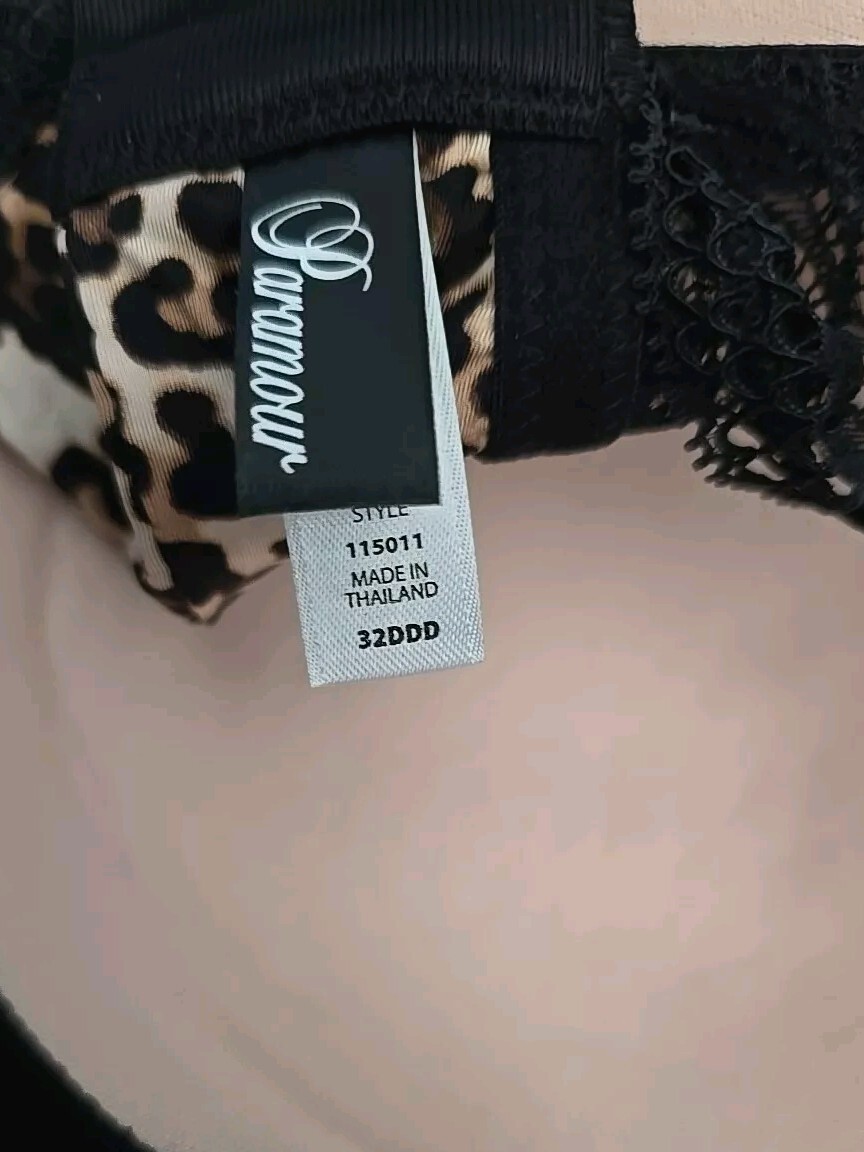 Paramour
STYLE
115011
MADE IN
THAILAND
32DDD